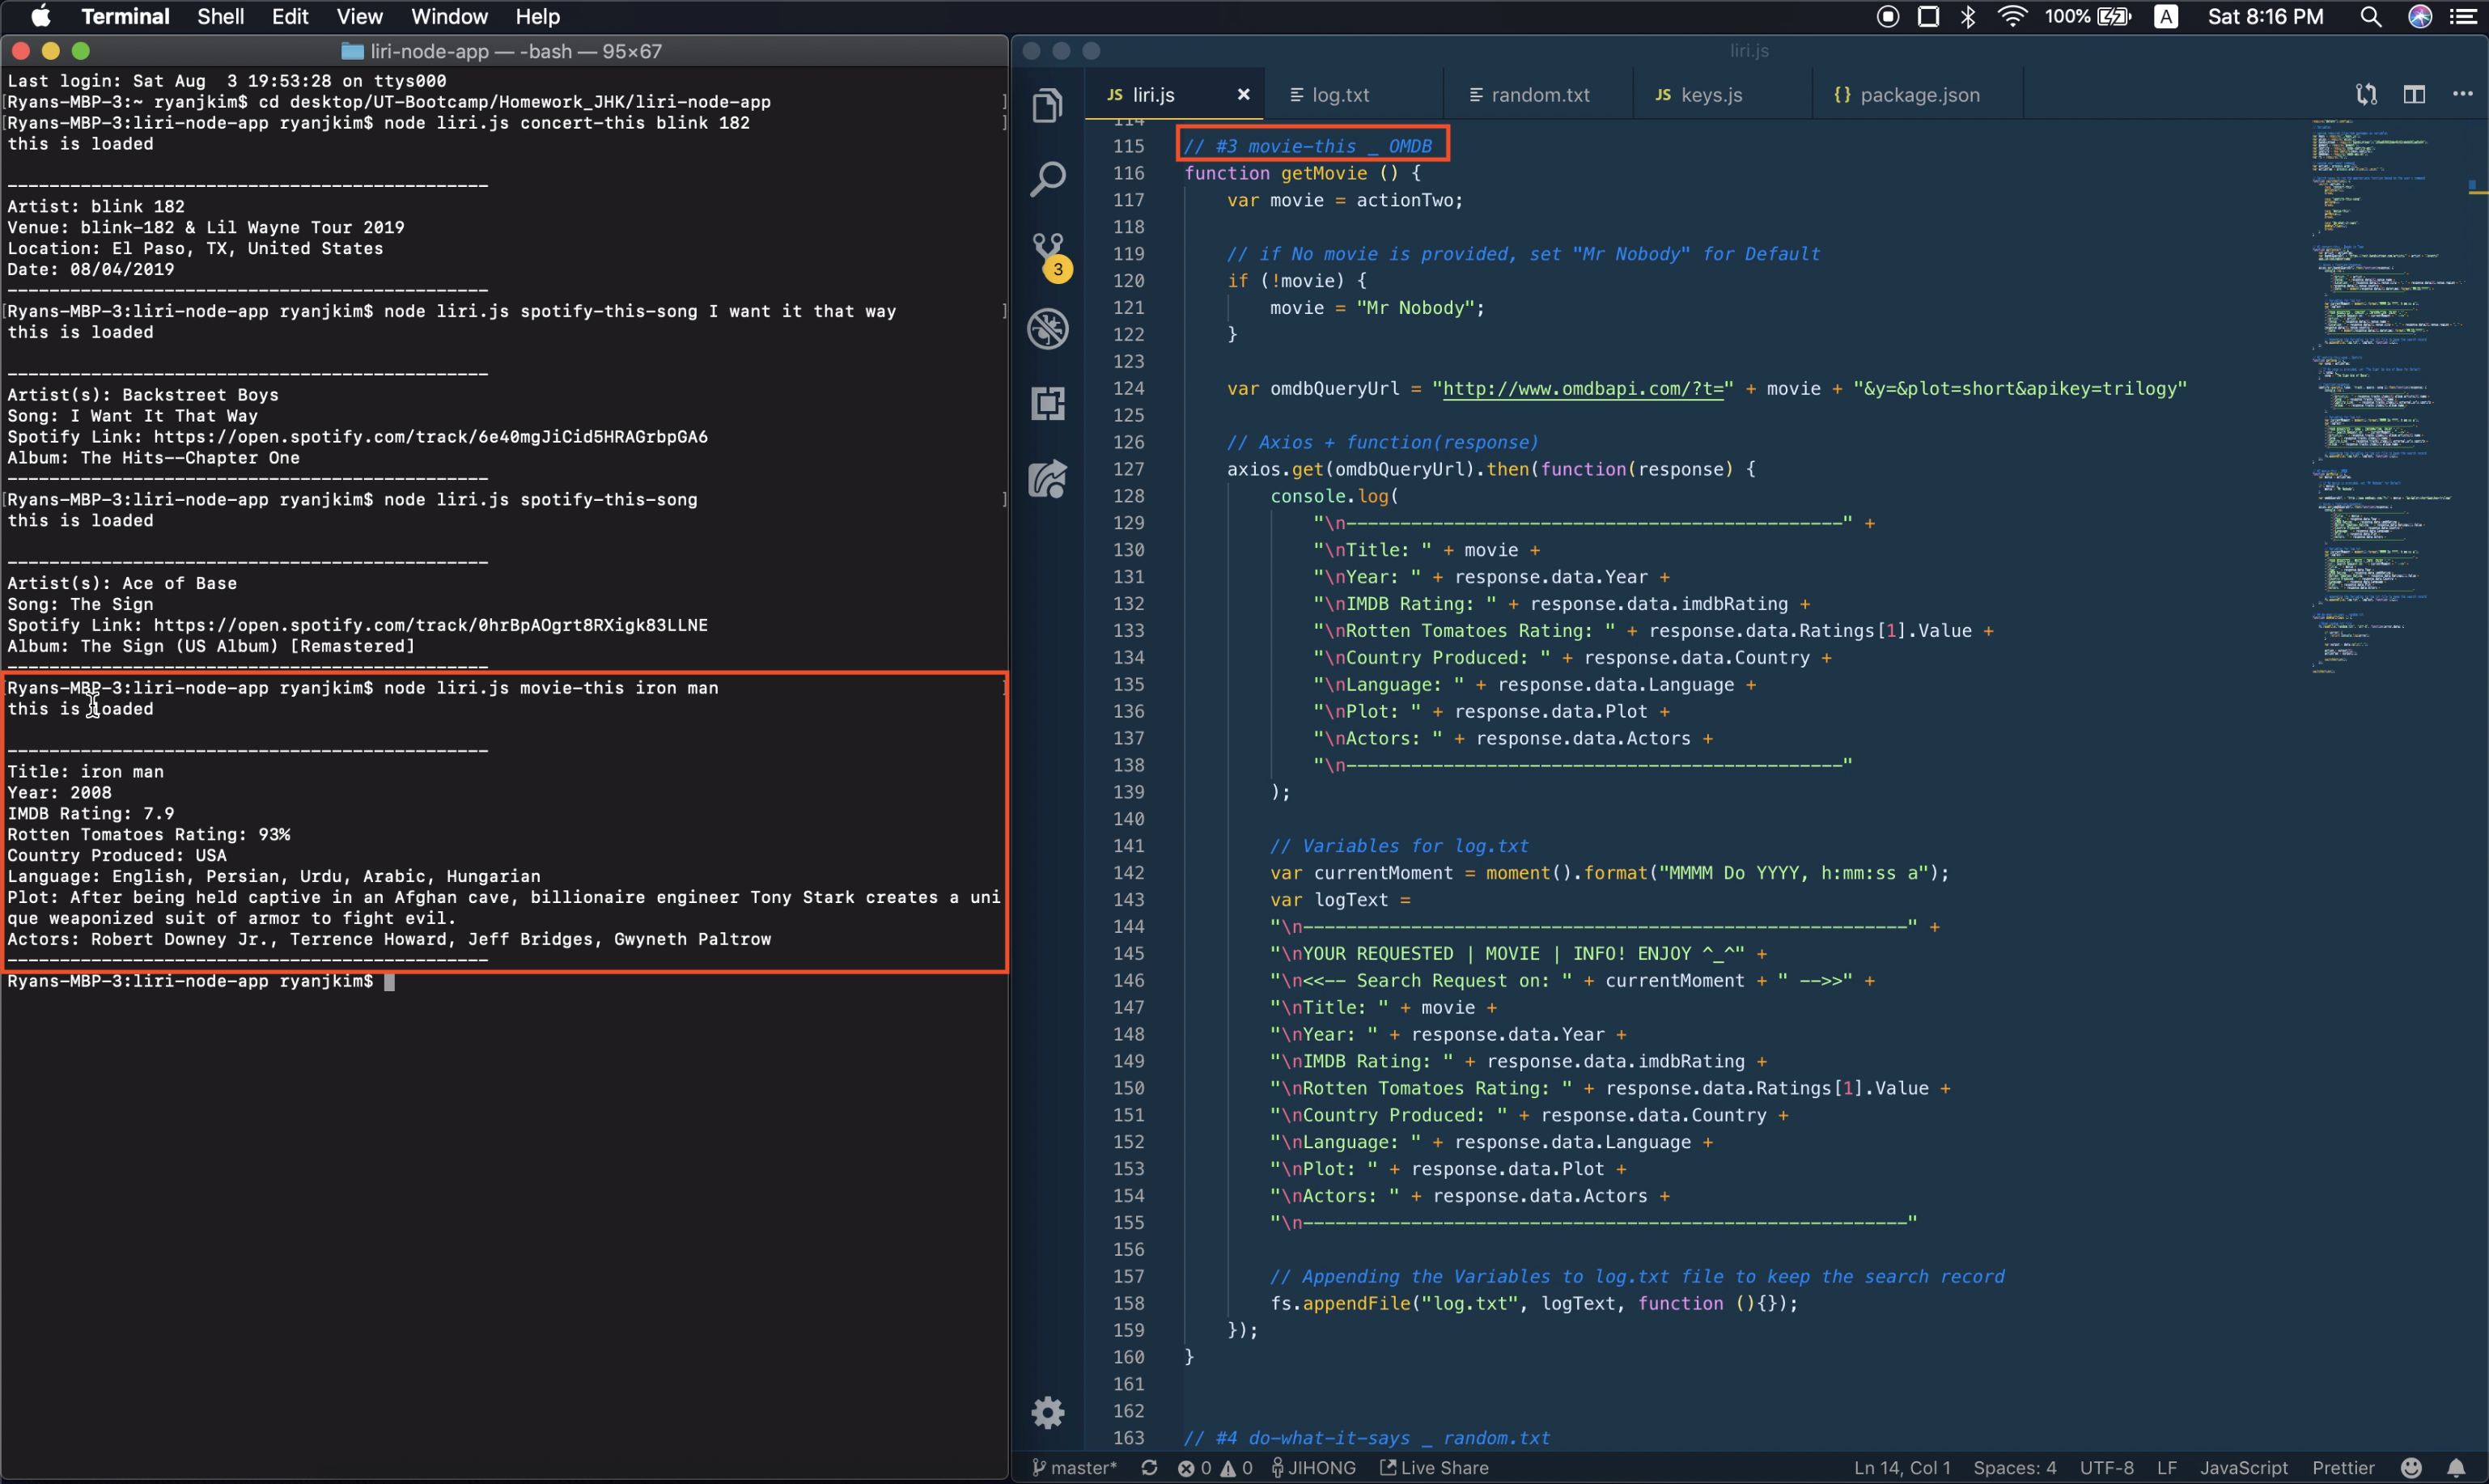 Terminal Shell Edit View Window Help 100% A Sat 8:16 PM
liri-node-app — -bash — 95×67
Last login: Sat Aug  3 19:53:28 on ttys000
[Ryans-MBP-3:~ ryanjkim$ cd desktop/UT-Bootcamp/Homework_JHK/liri-node-app ]
[Ryans-MBP-3:liri-node-app ryanjkim$ node liri.js concert-this blink 182 ]
this is loaded
----------------------------------------------
Artist: blink 182
Venue: blink-182 & Lil Wayne Tour 2019
Location: El Paso, TX, United States
Date: 08/04/2019
----------------------------------------------
[Ryans-MBP-3:liri-node-app ryanjkim$ node liri.js spotify-this-song I want it that way ]
this is loaded
----------------------------------------------
Artist(s): Backstreet Boys
Song: I Want It That Way
Spotify Link: https://open.spotify.com/track/6e40mgJiCid5HRAGrbpGA6
Album: The Hits--Chapter One
----------------------------------------------
[Ryans-MBP-3:liri-node-app ryanjkim$ node liri.js spotify-this-song ]
this is loaded
----------------------------------------------
Artist(s): Ace of Base
Song: The Sign
Spotify Link: https://open.spotify.com/track/0hrBpAOgrt8RXigk83LLNE
Album: The Sign (US Album) [Remastered]
----------------------------------------------
[Ryans-MBP-3:liri-node-app ryanjkim$ node liri.js movie-this iron man ]
this is loaded
----------------------------------------------
Title: iron man
Year: 2008
IMDB Rating: 7.9
Rotten Tomatoes Rating: 93%
Country Produced: USA
Language: English, Persian, Urdu, Arabic, Hungarian
Plot: After being held captive in an Afghan cave, billionaire engineer Tony Stark creates a uni
que weaponized suit of armor to fight evil.
Actors: Robert Downey Jr., Terrence Howard, Jeff Bridges, Gwyneth Paltrow
----------------------------------------------
Ryans-MBP-3:liri-node-app ryanjkim$
liri.js
JS liri.js × log.txt random.txt JS keys.js {} package.json
3
114
115 // #3 movie-this _ OMDB
116 function getMovie () {
117 var movie = actionTwo;
118
119 // if No movie is provided, set "Mr Nobody" for Default
120 if (!movie) {
121 movie = "Mr Nobody";
122 }
123
124 var omdbQueryUrl = "http://www.omdbapi.com/?t=" + movie + "&y=&plot=short&apikey=trilogy"
125
126 // Axios + function(response)
127 axios.get(omdbQueryUrl).then(function(response) {
128 console.log(
129 "\n----------------------------------------------" +
130 "\nTitle: " + movie +
131 "\nYear: " + response.data.Year +
132 "\nIMDB Rating: " + response.data.imdbRating +
133 "\nRotten Tomatoes Rating: " + response.data.Ratings[1].Value +
134 "\nCountry Produced: " + response.data.Country +
135 "\nLanguage: " + response.data.Language +
136 "\nPlot: " + response.data.Plot +
137 "\nActors: " + response.data.Actors +
138 "\n----------------------------------------------"
139 );
140
141 // Variables for log.txt
142 var currentMoment = moment().format("MMMM Do YYYY, h:mm:ss a");
143 var logText =
144 "\n--------------------------------------------------------" +
145 "\nYOUR REQUESTED | MOVIE | INFO! ENJOY ^_^" +
146 "\n<<-- Search Request on: " + currentMoment + " -->>" +
147 "\nTitle: " + movie +
148 "\nYear: " + response.data.Year +
149 "\nIMDB Rating: " + response.data.imdbRating +
150 "\nRotten Tomatoes Rating: " + response.data.Ratings[1].Value +
151 "\nCountry Produced: " + response.data.Country +
152 "\nLanguage: " + response.data.Language +
153 "\nPlot: " + response.data.Plot +
154 "\nActors: " + response.data.Actors +
155 "\n--------------------------------------------------------"
156
157 // Appending the Variables to log.txt file to keep the search record
158 fs.appendFile("log.txt", logText, function (){});
159 });
160 }
161
162
163 // #4 do-what-it-says _ random.txt
master* 0 0 JIHONG Live Share Ln 14, Col 1 Spaces: 4 UTF-8 LF JavaScript Prettier